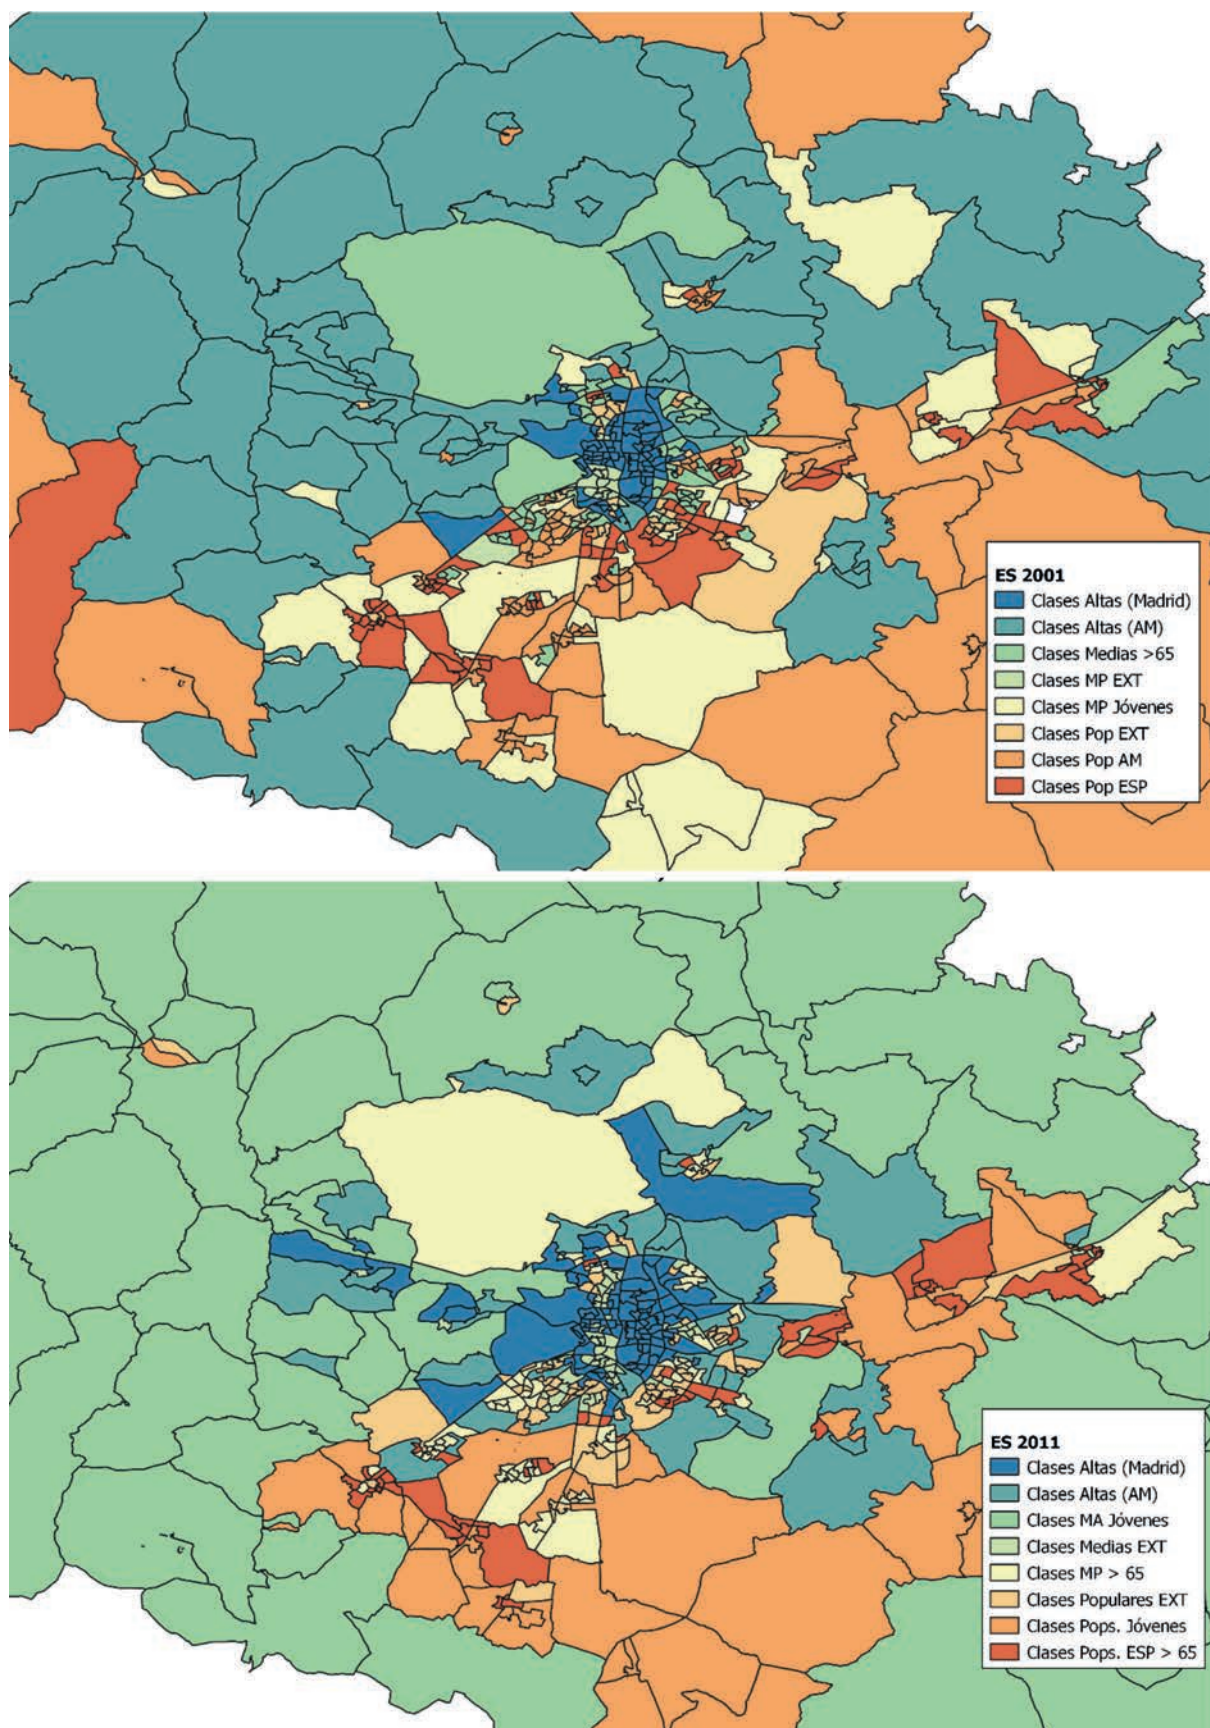 ES 2001
Clases Altas (Madrid)
Clases Altas (AM)
Clases Medias >65
Clases MP EXT
Clases MP Jóvenes
Clases Pop EXT
Clases Pop AM
Clases Pop ESP
ES 2011
Clases Altas (Madrid)
Clases Altas (AM)
Clases MA Jóvenes
Clases Medias EXT
Clases MP > 65
Clases Populares EXT
Clases Pops. Jóvenes
Clases Pops. ESP > 65